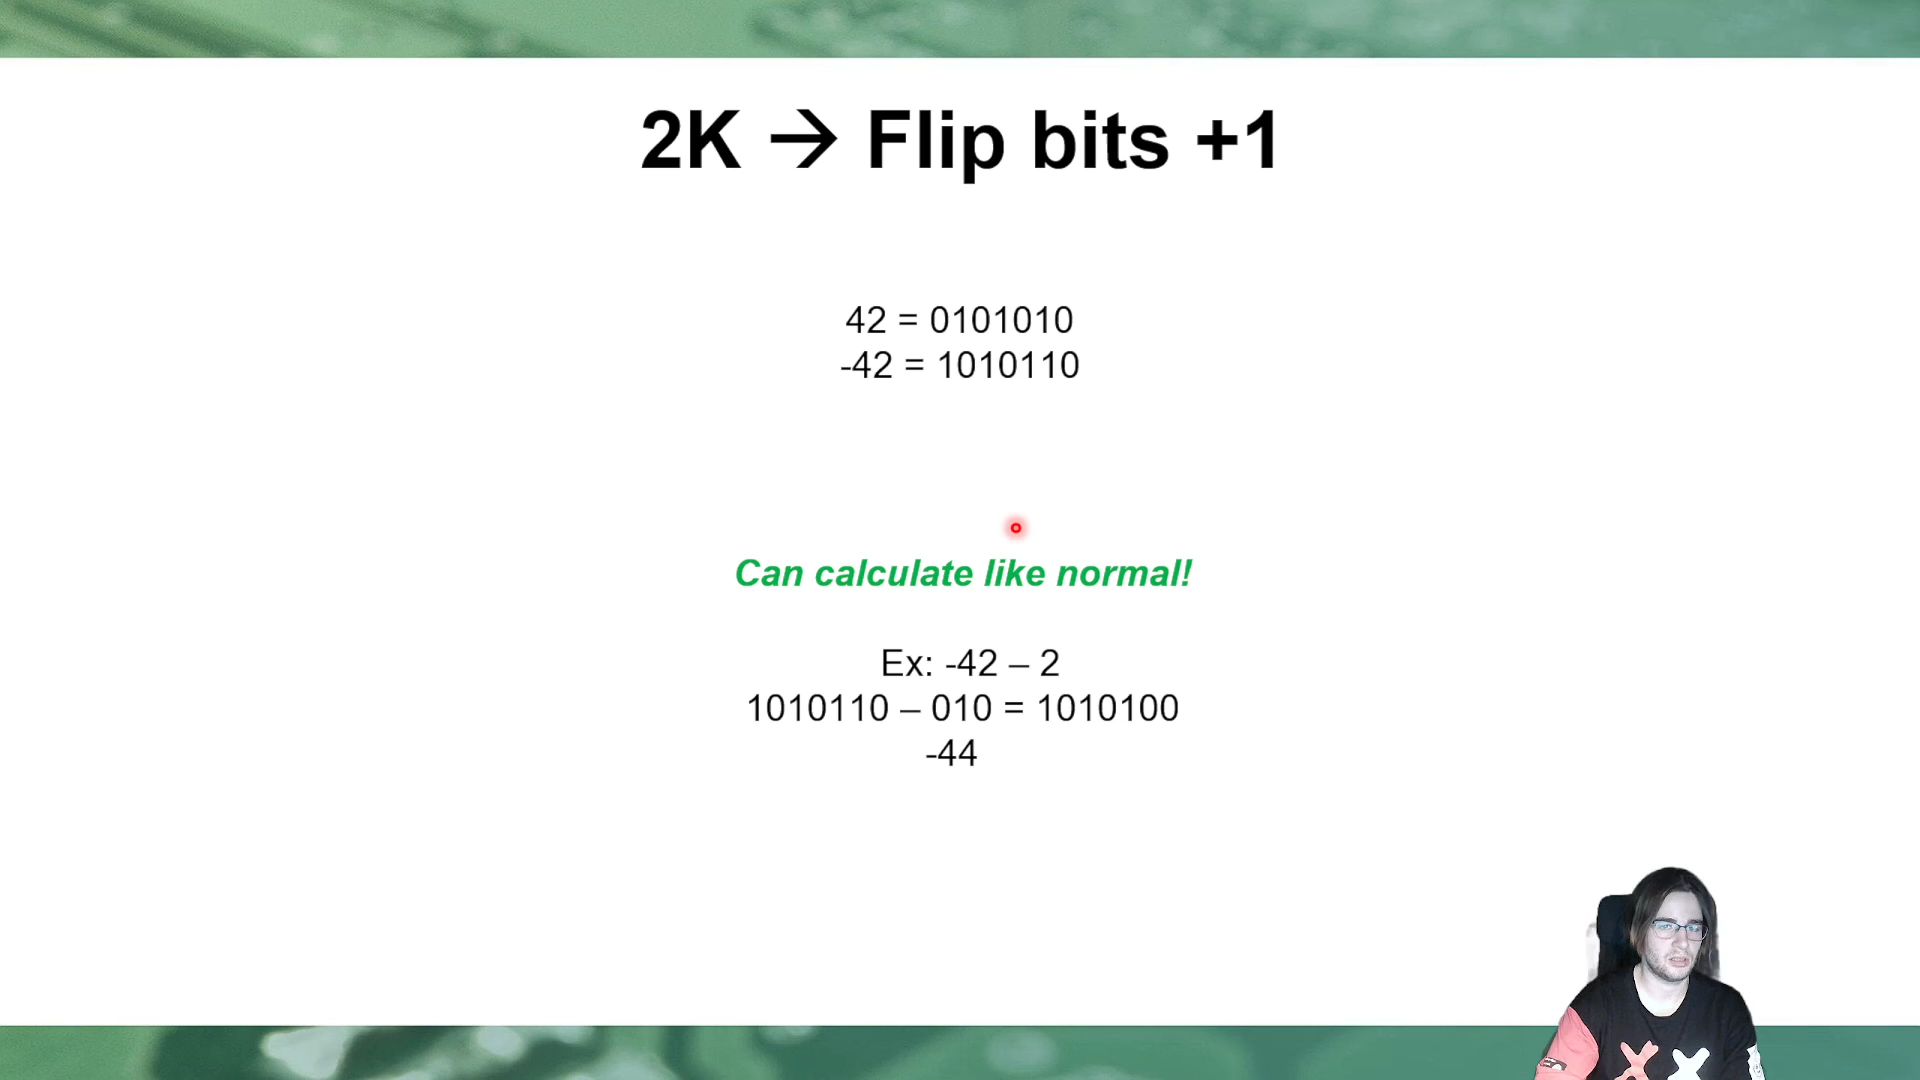 2K → Flip bits +1
42 = 0101010
-42 = 1010110
Can calculate like normal!
Ex: -42 – 2
1010110 – 010 = 1010100
-44